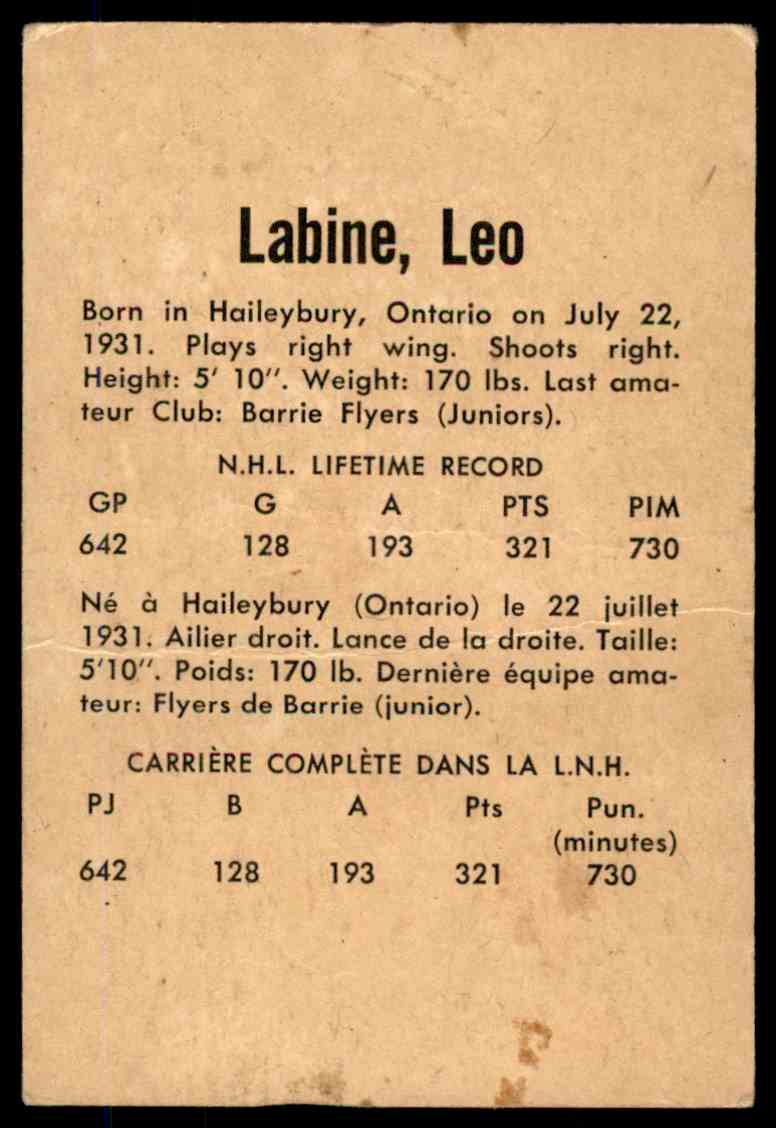 Labine, Leo
Born in Haileybury, Ontario on July 22,
1931. Plays right wing. Shoots right.
Height: 5' 10". Weight: 170 lbs. Last ama-
teur Club: Barrie Flyers (Juniors).
N.H.L. LIFETIME RECORD
GP G A PTS PIM
642 128 193 321 730
Né à Haileybury (Ontario) le 22 juillet
1931. Ailier droit. Lance de la droite. Taille:
5'10". Poids: 170 lb. Dernière équipe ama-
teur: Flyers de Barrie (junior).
CARRIÈRE COMPLÈTE DANS LA L.N.H.
PJ B A Pts Pun.
(minutes)
642 128 193 321 730